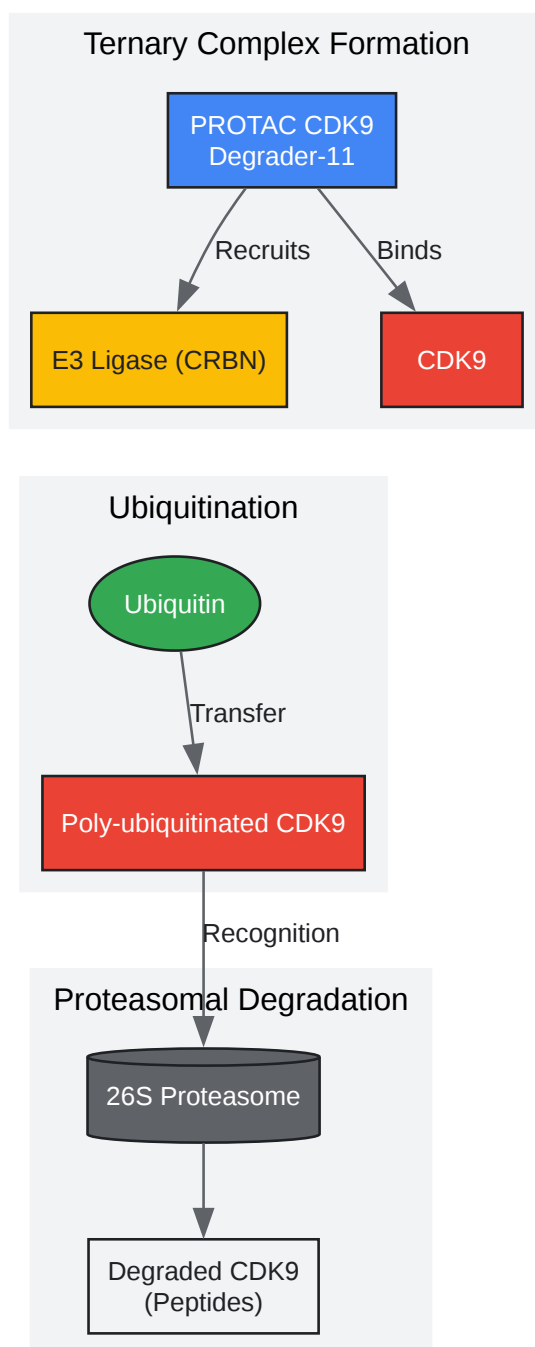 Ternary Complex Formation
PROTAC CDK9
Degrader-11
Recruits
Binds
E3 Ligase (CRBN)
CDK9
Ubiquitination
Ubiquitin
Transfer
Poly-ubiquitinated CDK9
Recognition
Proteasomal Degradation
26S Proteasome
Degraded CDK9
(Peptides)